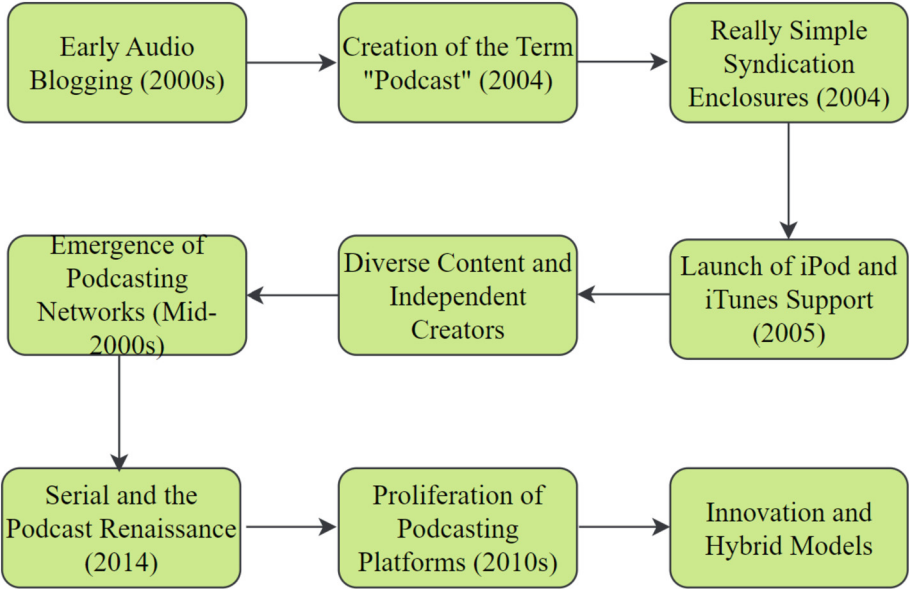 Early Audio
Blogging (2000s)
Creation of the Term
"Podcast" (2004)
Really Simple
Syndication
Enclosures (2004)
Launch of iPod and
iTunes Support
(2005)
Diverse Content and
Independent
Creators
Emergence of
Podcasting
Networks (Mid-
2000s)
Serial and the
Podcast Renaissance
(2014)
Proliferation of
Podcasting
Platforms (2010s)
Innovation and
Hybrid Models